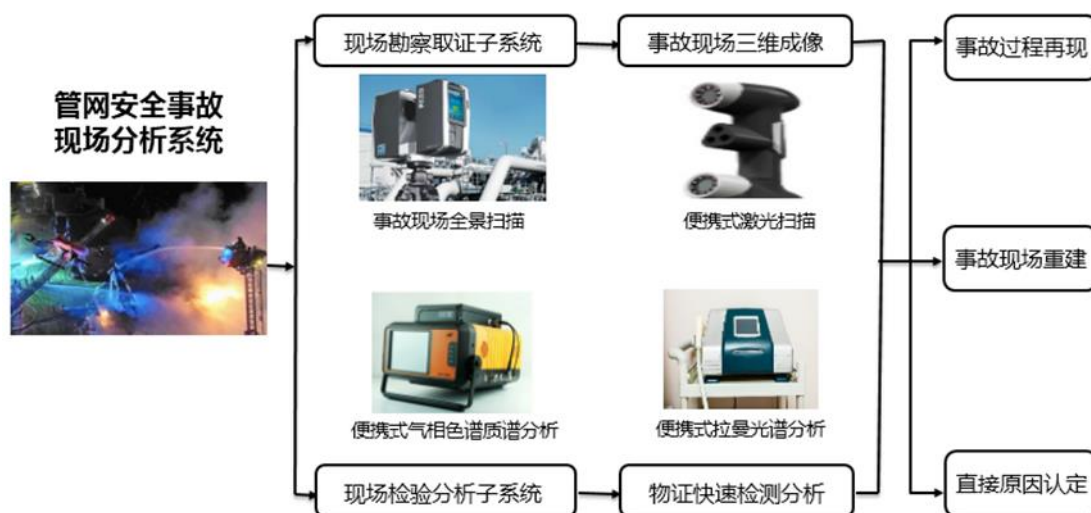 管网安全事故
现场分析系统
现场勘察取证子系统
事故现场三维成像
事故过程再现
事故现场全景扫描
便携式激光扫描
事故现场重建
便携式气相色谱质谱分析
便携式拉曼光谱分析
现场检验分析子系统
物证快速检测分析
直接原因认定